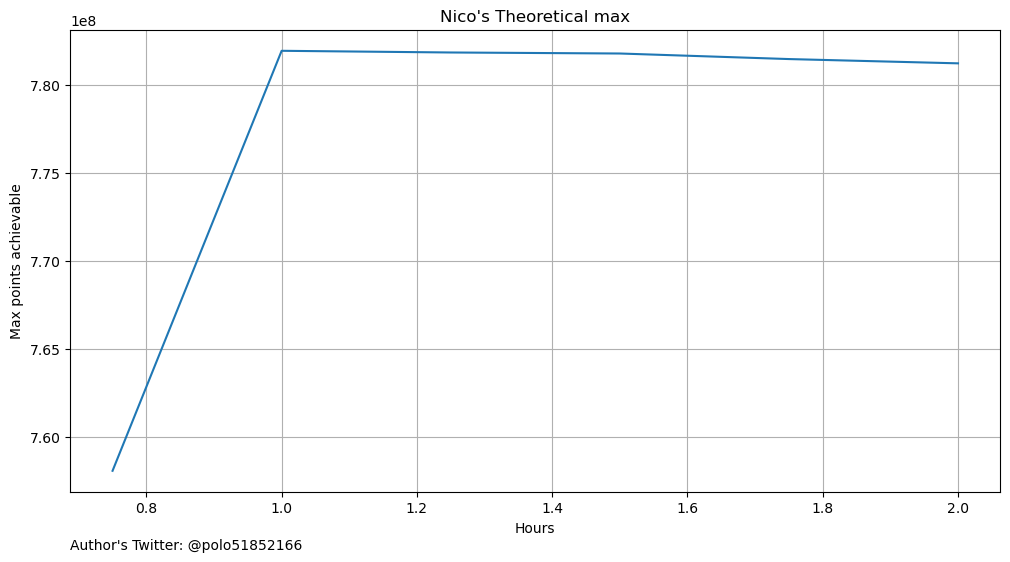 Nico's Theoretical max
1e8
7.80
7.75
7.70
7.65
7.60
Max points achievable
0.8 1.0 1.2 1.4 1.6 1.8 2.0
Hours
Author's Twitter: @polo51852166